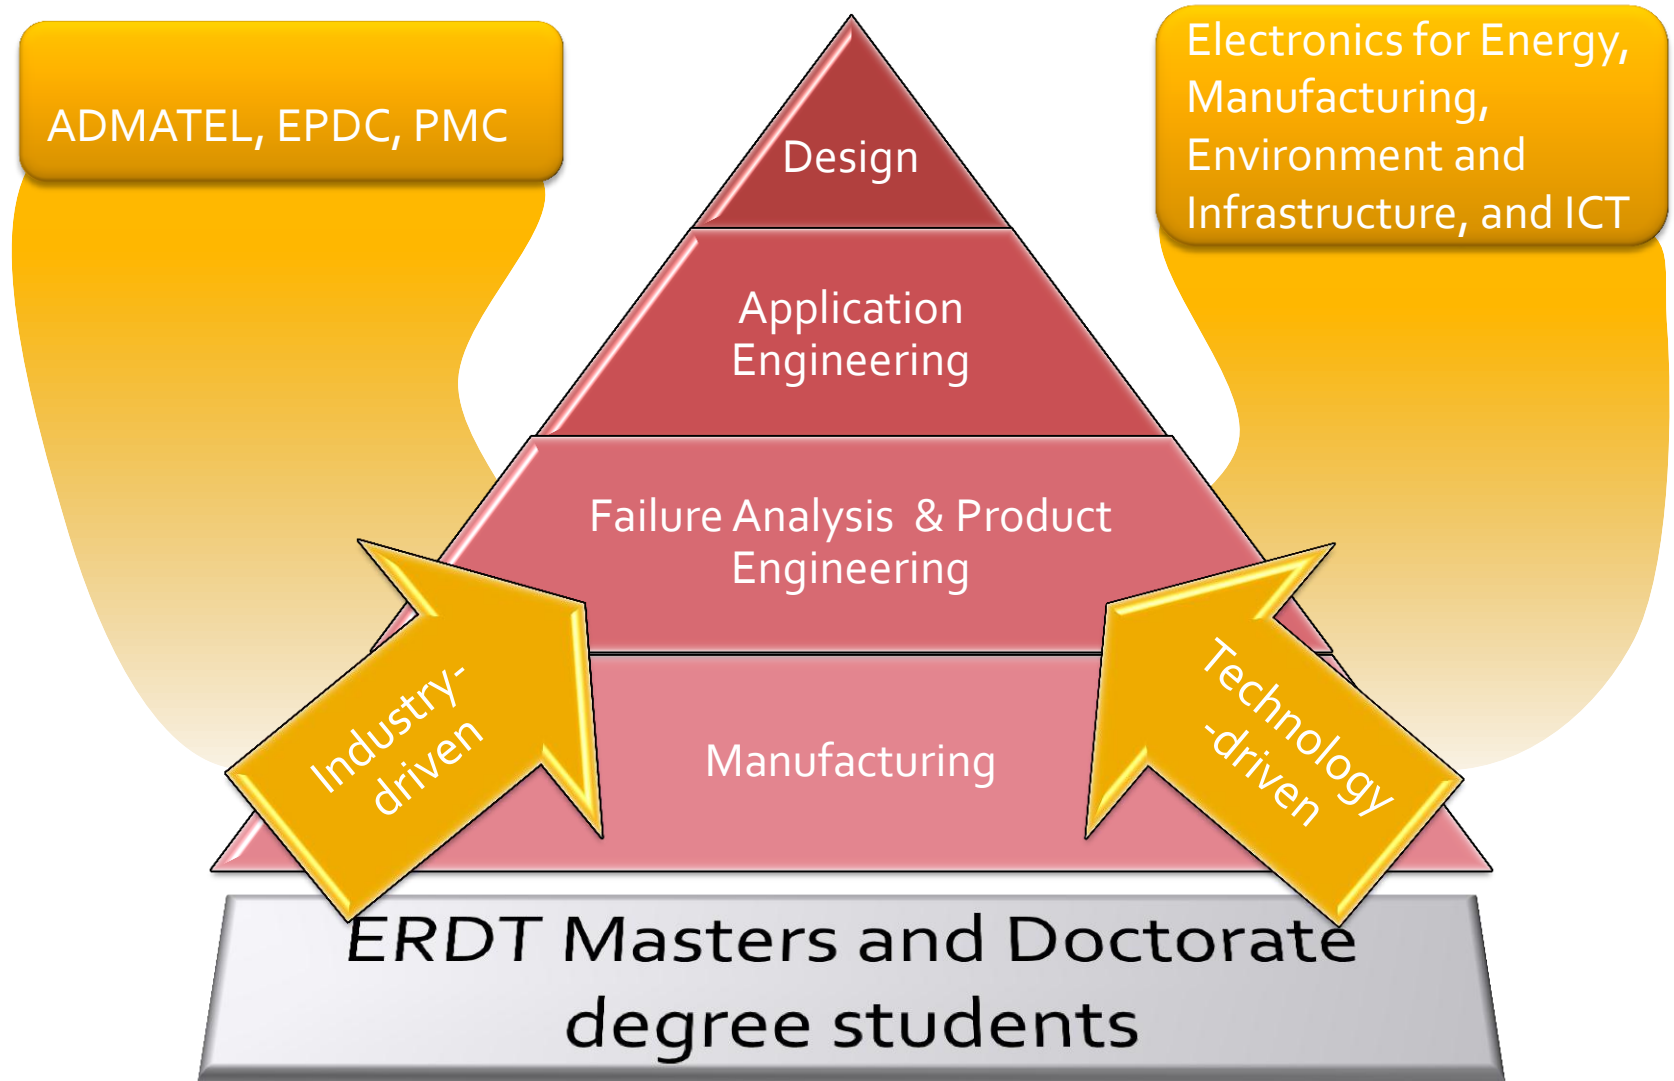 ADMATEL, EPDC, PMC
Electronics for Energy,
Manufacturing,
Environment and
Infrastructure, and ICT
Design
Application
Engineering
Failure Analysis & Product
Engineering
Industry-
driven
Technology
-driven
Manufacturing
ERDT Masters and Doctorate
degree students